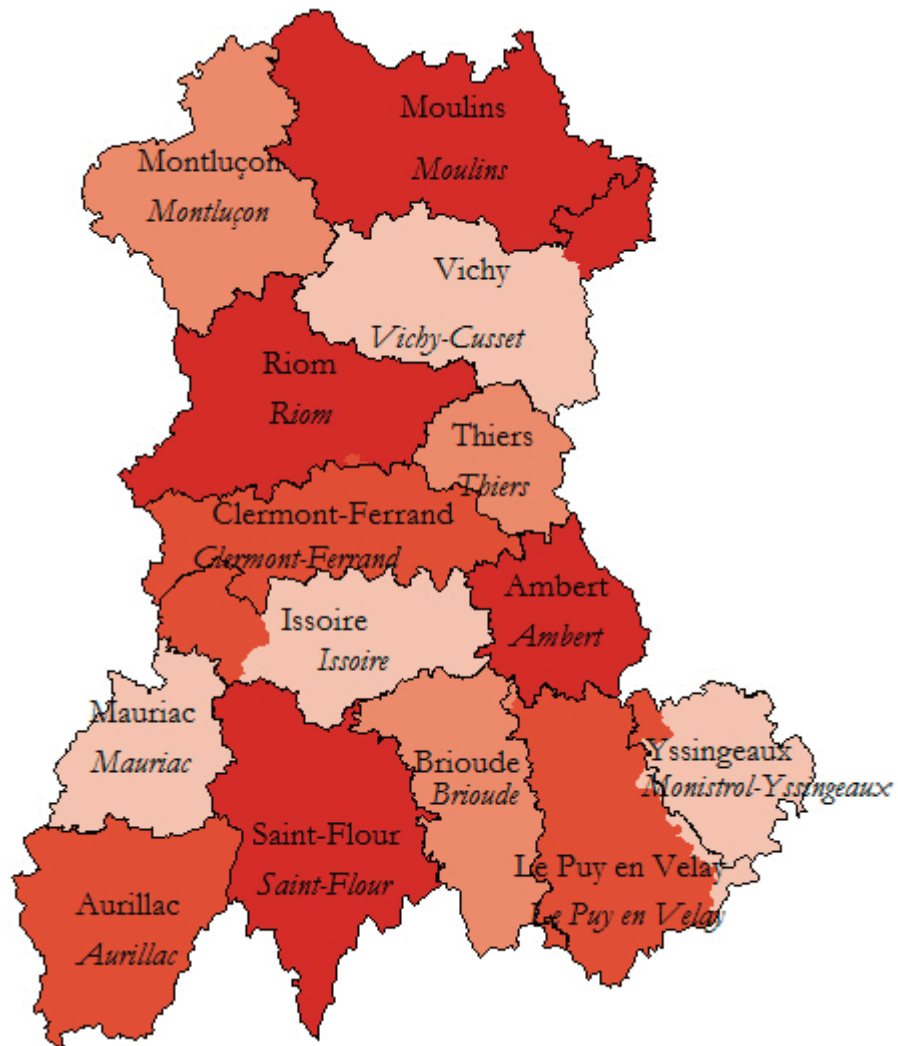 Moulins
Moulins
Montluçon
Montluçon
Vichy
Vichy-Cusset
Riom
Riom
Thiers
Thiers
Clermont-Ferrand
Clermont-Ferrand
Ambert
Ambert
Issoire
Issoire
Mauriac
Mauriac
Brioude
Brioude
Yssingeaux
Monistrol-Yssingeaux
Saint-Flour
Saint-Flour
Le Puy en Velay
Le Puy en Velay
Aurillac
Aurillac